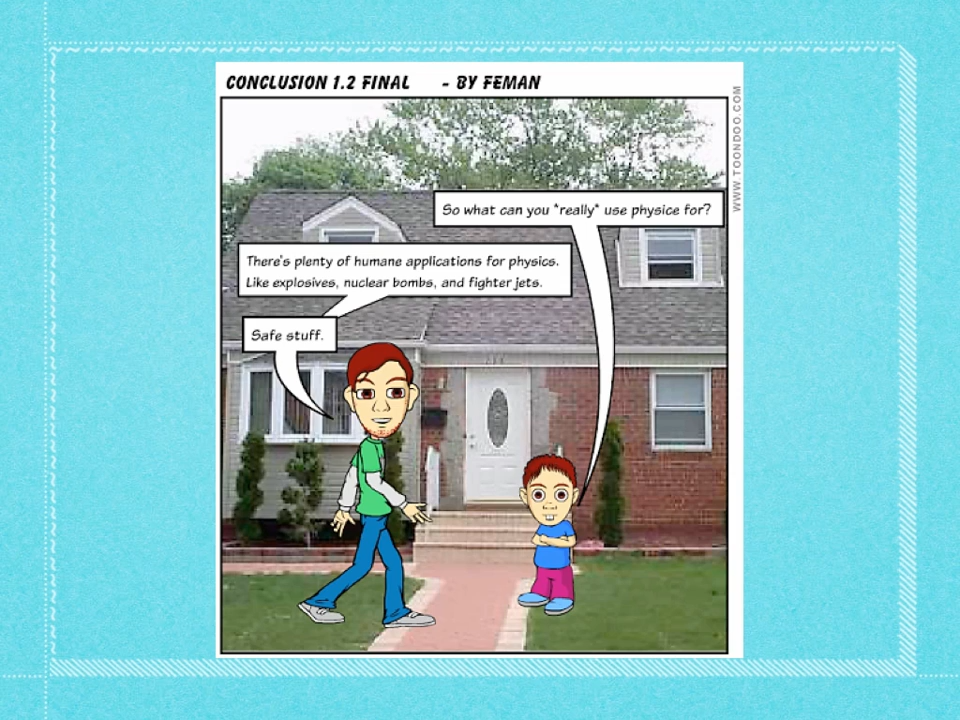 CONCLUSION 1.2 FINAL - BY FEMAN
WWW.TOONDOO.COM
So what can you *really* use physice for?
There's plenty of humane applications for physics.
Like explosives, nuclear bombs, and fighter jets.
Safe stuff.